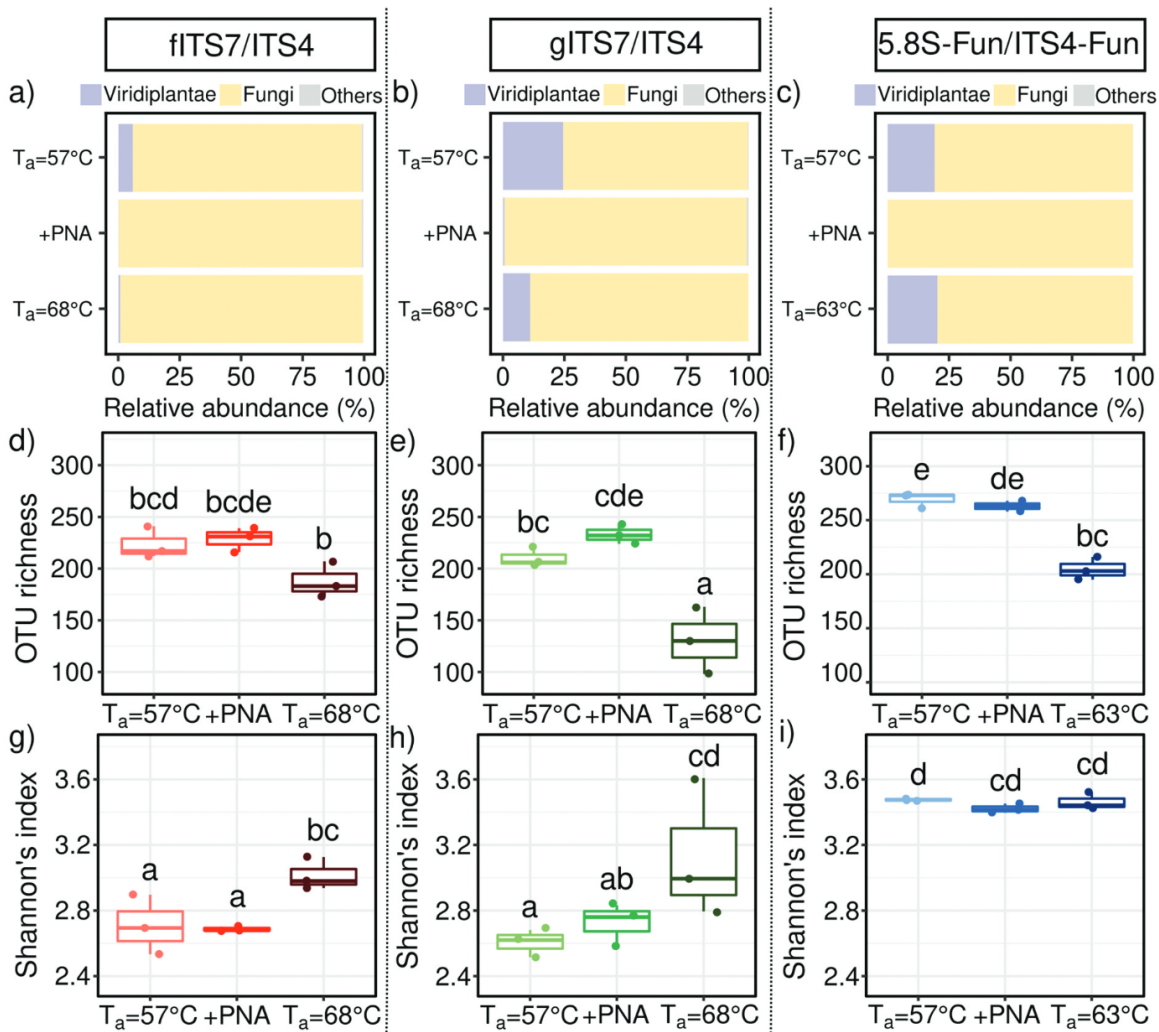 fITS7/ITS4
gITS7/ITS4
5.8S-Fun/ITS4-Fun
a)
Viridiplantae Fungi Others
b)
Viridiplantae Fungi Others
c)
Viridiplantae Fungi Others
Ta=57°C
+PNA
Ta=68°C
0 25 50 75 100
Relative abundance (%)
Ta=57°C
+PNA
Ta=68°C
0 25 50 75 100
Relative abundance (%)
Ta=57°C
+PNA
Ta=63°C
0 25 50 75 100
Relative abundance (%)
d)
OTU richness
300
250
200
150
100
bcd bcde b
Ta=57°C +PNA Ta=68°C
e)
OTU richness
300
250
200
150
100
bc cde a
Ta=57°C +PNA Ta=68°C
f)
OTU richness
300
250
200
150
100
e de bc
Ta=57°C +PNA Ta=63°C
g)
Shannon's index
3.6
3.2
2.8
2.4
a a bc
Ta=57°C +PNA Ta=68°C
h)
Shannon's index
3.6
3.2
2.8
2.4
a ab cd
Ta=57°C +PNA Ta=68°C
i)
Shannon's index
3.6
3.2
2.8
2.4
d cd cd
Ta=57°C +PNA Ta=63°C